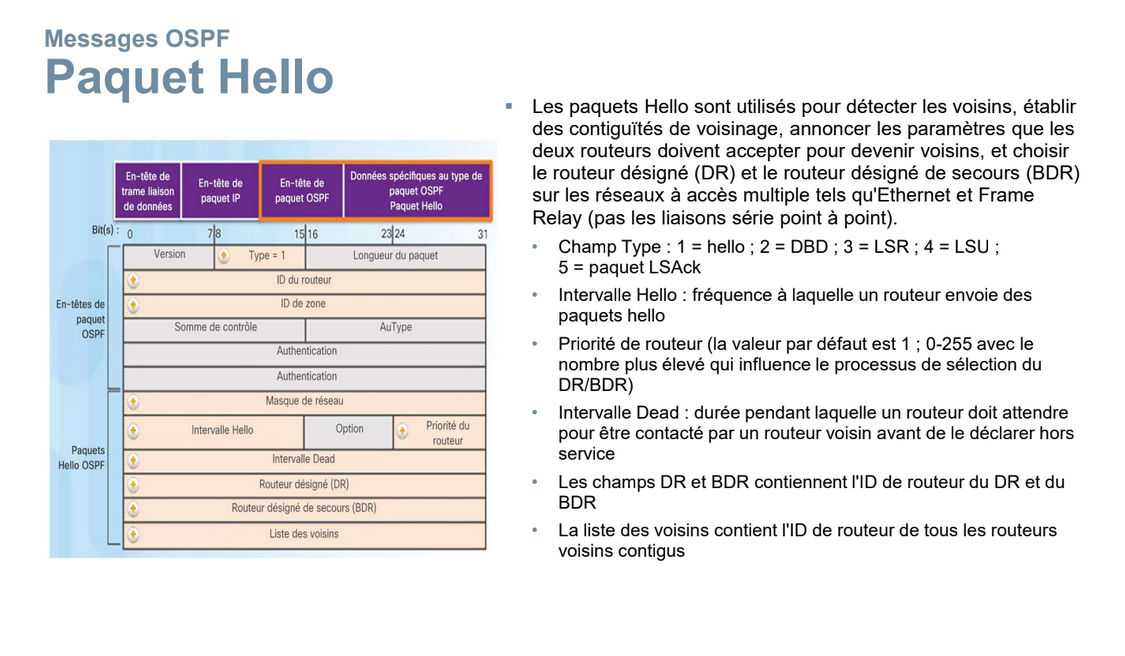 Messages OSPF
Paquet Hello
En-tête de
trame liaison
de données
En-tête de
paquet IP
En-tête de
paquet OSPF
Données spécifiques au type de
paquet OSPF
Paquet Hello
Bit(s) : 0 7 8 15 16 23 24 31
En-têtes de
paquet
OSPF
Version Type = 1 Longueur du paquet
ID du routeur
ID de zone
Somme de contrôle AuType
Authentication
Authentication
Paquets
Hello OSPF
Masque de réseau
Intervalle Hello Option Priorité du
routeur
Intervalle Dead
Routeur désigné (DR)
Routeur désigné de secours (BDR)
Liste des voisins
▪ Les paquets Hello sont utilisés pour détecter les voisins, établir
des contiguïtés de voisinage, annoncer les paramètres que les
deux routeurs doivent accepter pour devenir voisins, et choisir
le routeur désigné (DR) et le routeur désigné de secours (BDR)
sur les réseaux à accès multiple tels qu'Ethernet et Frame
Relay (pas les liaisons série point à point).
• Champ Type : 1 = hello ; 2 = DBD ; 3 = LSR ; 4 = LSU ;
5 = paquet LSAck
• Intervalle Hello : fréquence à laquelle un routeur envoie des
paquets hello
• Priorité de routeur (la valeur par défaut est 1 ; 0-255 avec le
nombre plus élevé qui influence le processus de sélection du
DR/BDR)
• Intervalle Dead : durée pendant laquelle un routeur doit attendre
pour être contacté par un routeur voisin avant de le déclarer hors
service
• Les champs DR et BDR contiennent l'ID de routeur du DR et du
BDR
• La liste des voisins contient l'ID de routeur de tous les routeurs
voisins contigus